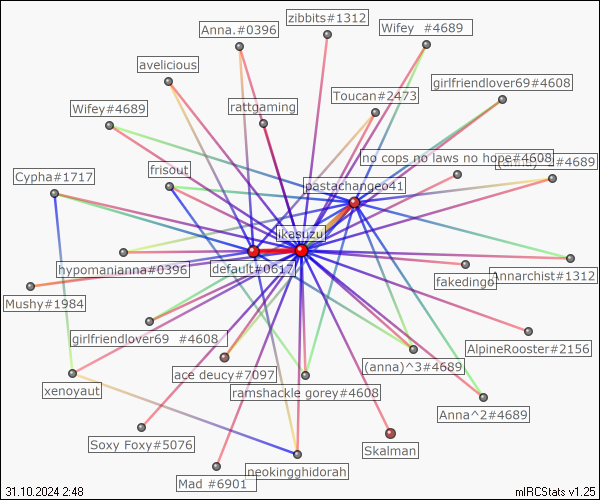 zibbits#1312
Anna.#0396
Wifey  #4689
avelicious
girlfriendlover69#4608
Toucan#2473
Wifey#4689
rattgaming
no cops no laws no hope#4608
#4689
frisout
Cypha#1717
pastachangeo41
ikasuzu
hypomanianna#0396
default#0617
fakedingo
Annarchist#1312
Mushy#1984
girlfriendlover69  #4608
AlpineRooster#2156
ace deucy#7097
(anna)^3#4689
xenoyaut
ramshackle gorey#4608
Anna^2#4689
Soxy Foxy#5076
Skalman
neokingghidorah
Mad #6901
31.10.2024 2:48
mIRCStats v1.25